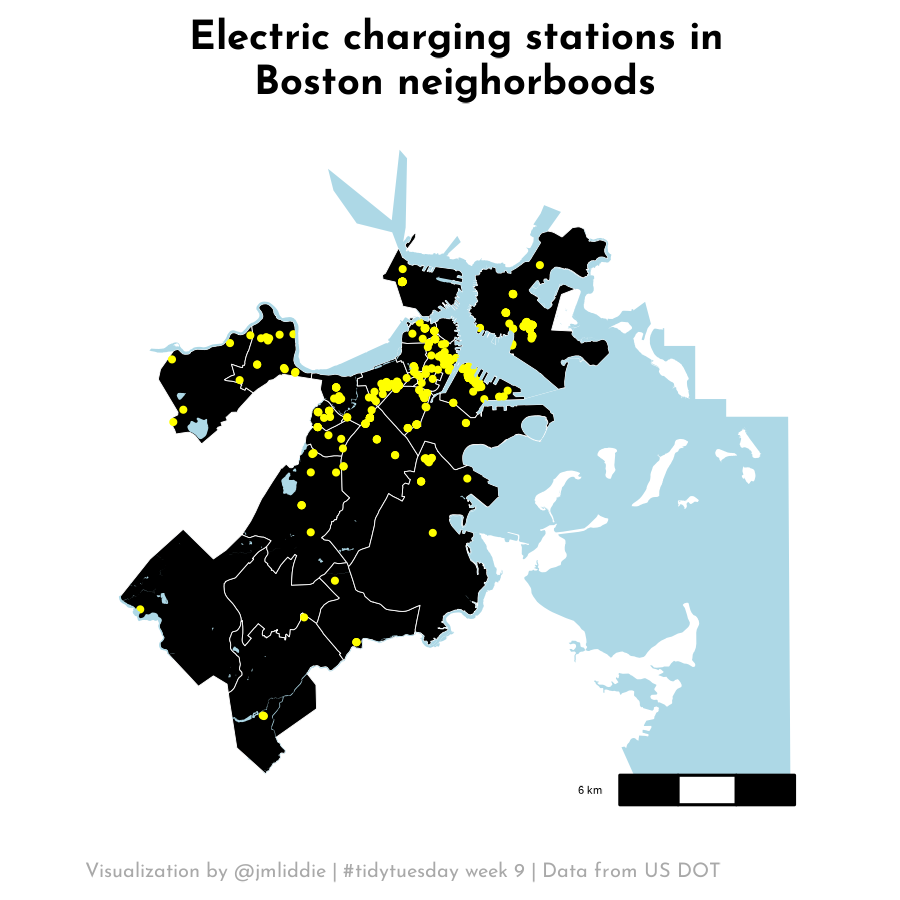 Electric charging stations in
Boston neighorboods
6 km
Visualization by @jmliddie | #tidytuesday week 9 | Data from US DOT